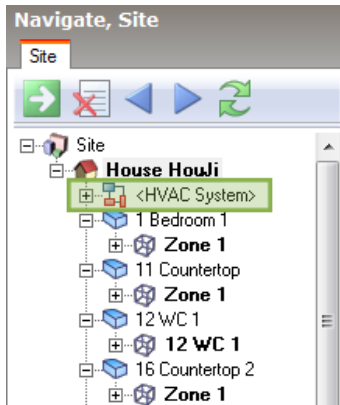 Navigate, Site
Site
Site
House HouJi
<HVAC System>
1 Bedroom 1
Zone 1
11 Countertop
Zone 1
12 WC 1
12 WC 1
16 Countertop 2
Zone 1